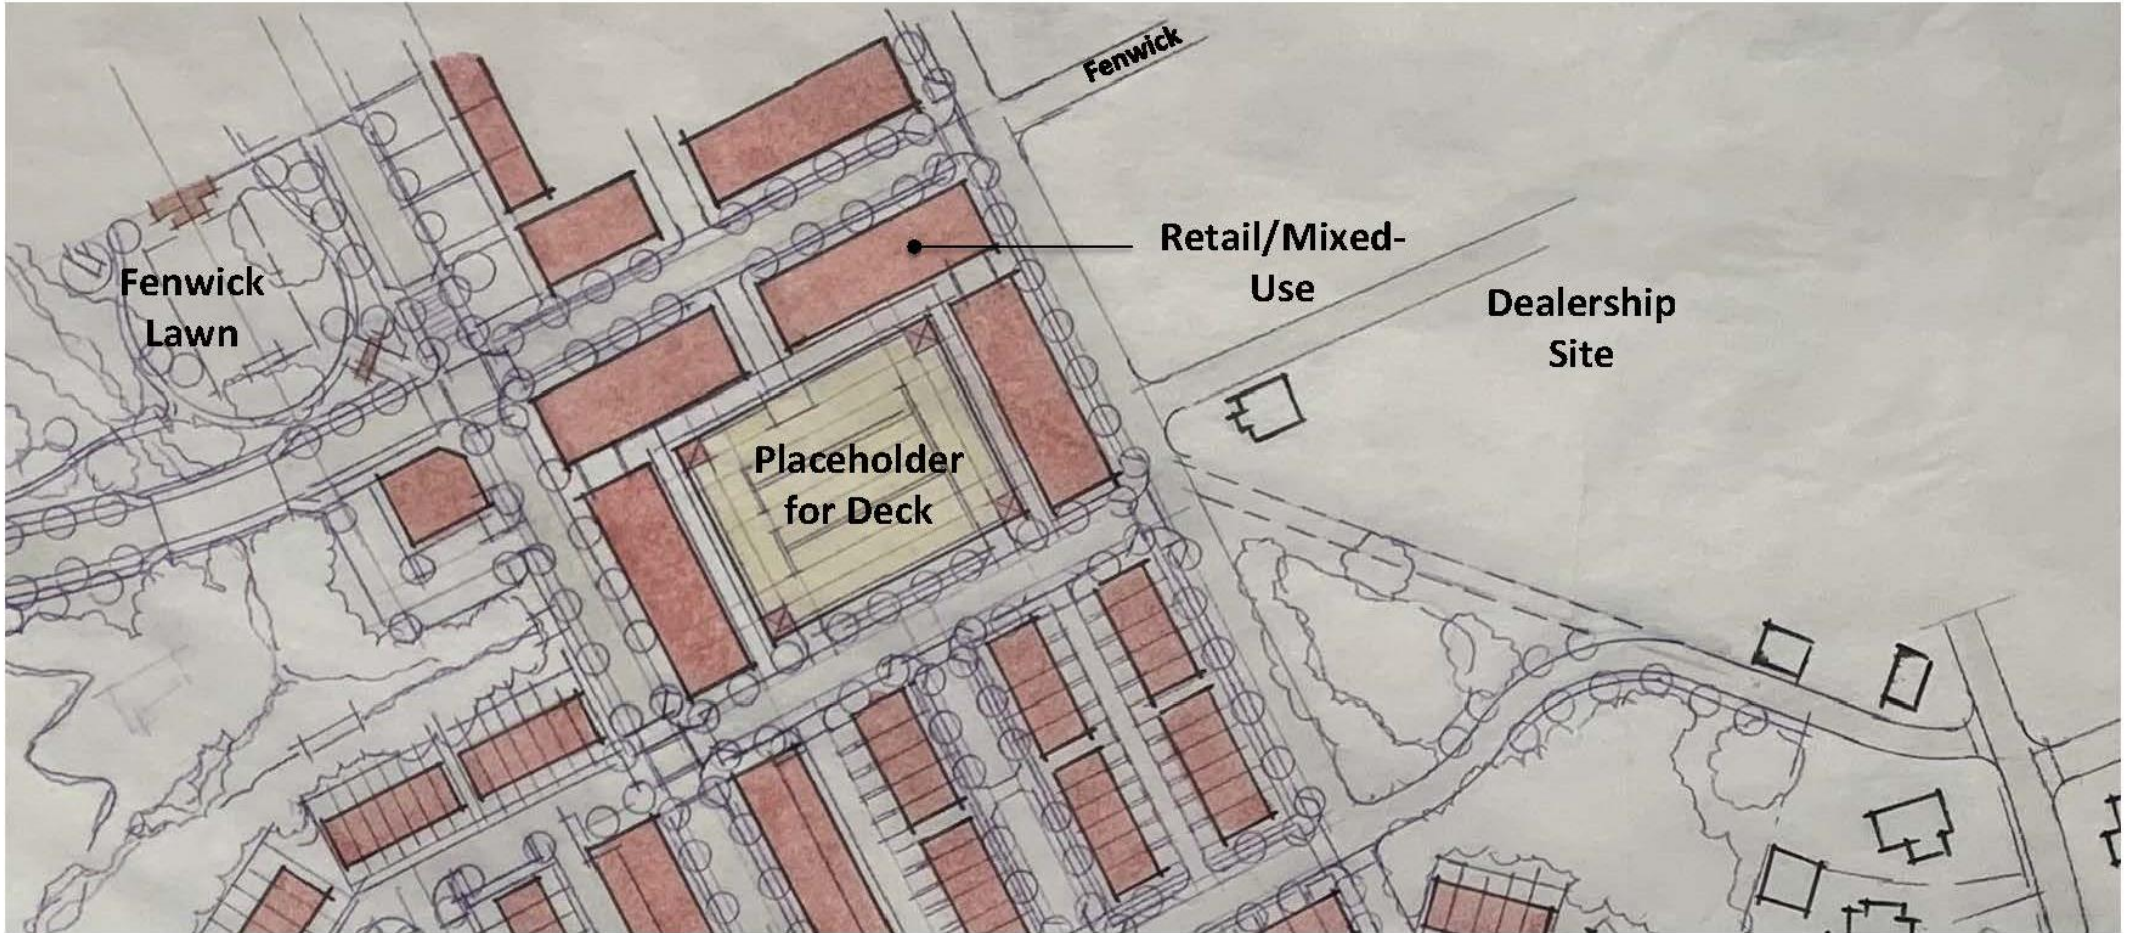 Fenwick
Retail/Mixed-
Use
Fenwick
Lawn
Dealership
Site
Placeholder
for Deck